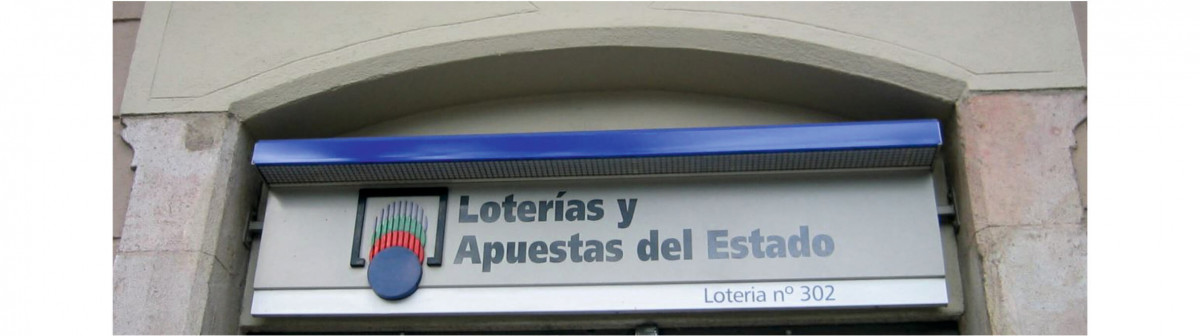 Loterías y
Apuestas del Estado
Loteria nº 302